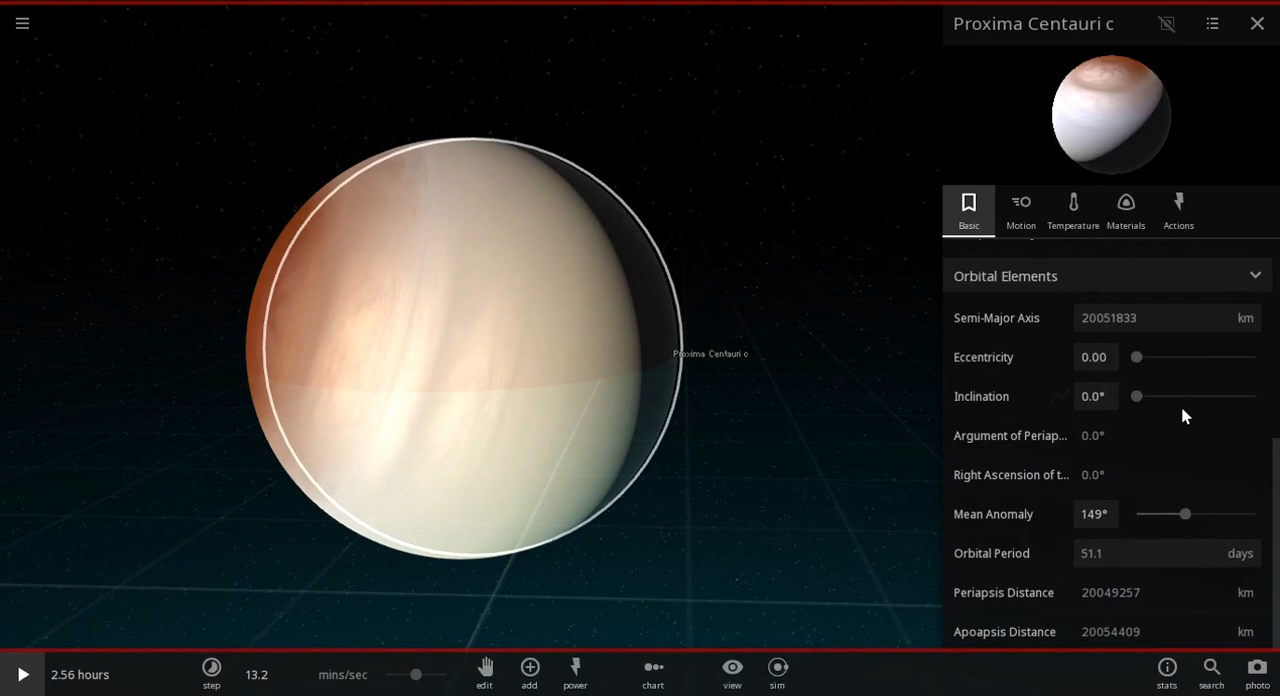 Proxima Centauri c
Basic
Motion
Temperature
Materials
Actions
Orbital Elements
Semi-Major Axis 20051833 km
Eccentricity 0.00
Inclination 0.0°
Argument of Periap... 0.0°
Right Ascension of t... 0.0°
Mean Anomaly 149°
Orbital Period 51.1 days
Periapsis Distance 20049257 km
Apoapsis Distance 20054409 km
Proxima Centauri c
2.56 hours
step
13.2 mins/sec
edit
add
power
chart
view
sim
stats
search
photo